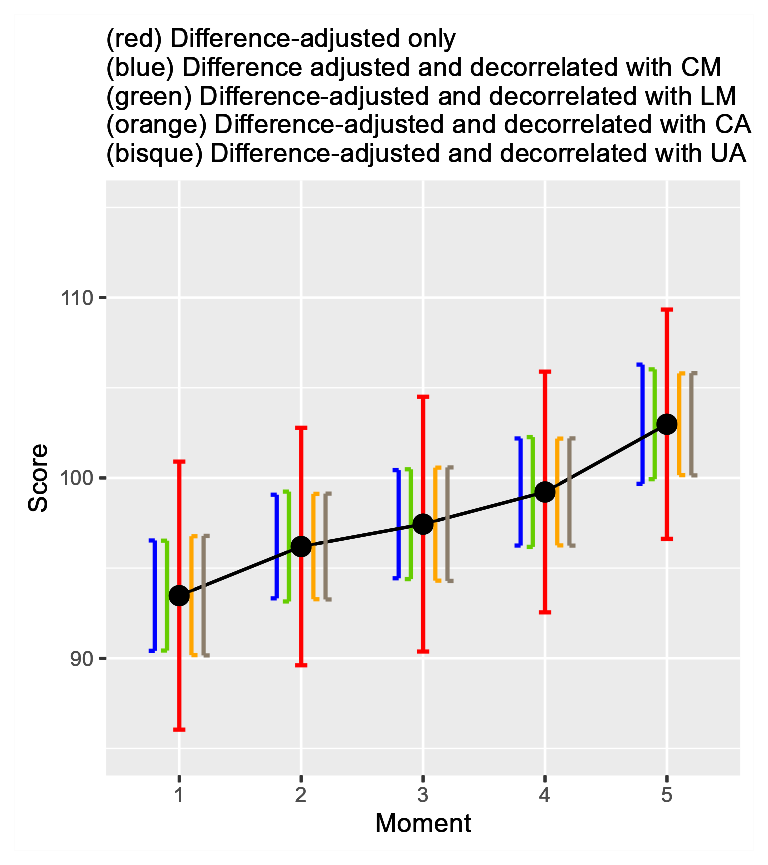 (red) Difference-adjusted only
(blue) Difference adjusted and decorrelated with CM
(green) Difference-adjusted and decorrelated with LM
(orange) Difference-adjusted and decorrelated with CA
(bisque) Difference-adjusted and decorrelated with UA
110
100
90
Score
1 2 3 4 5
Moment